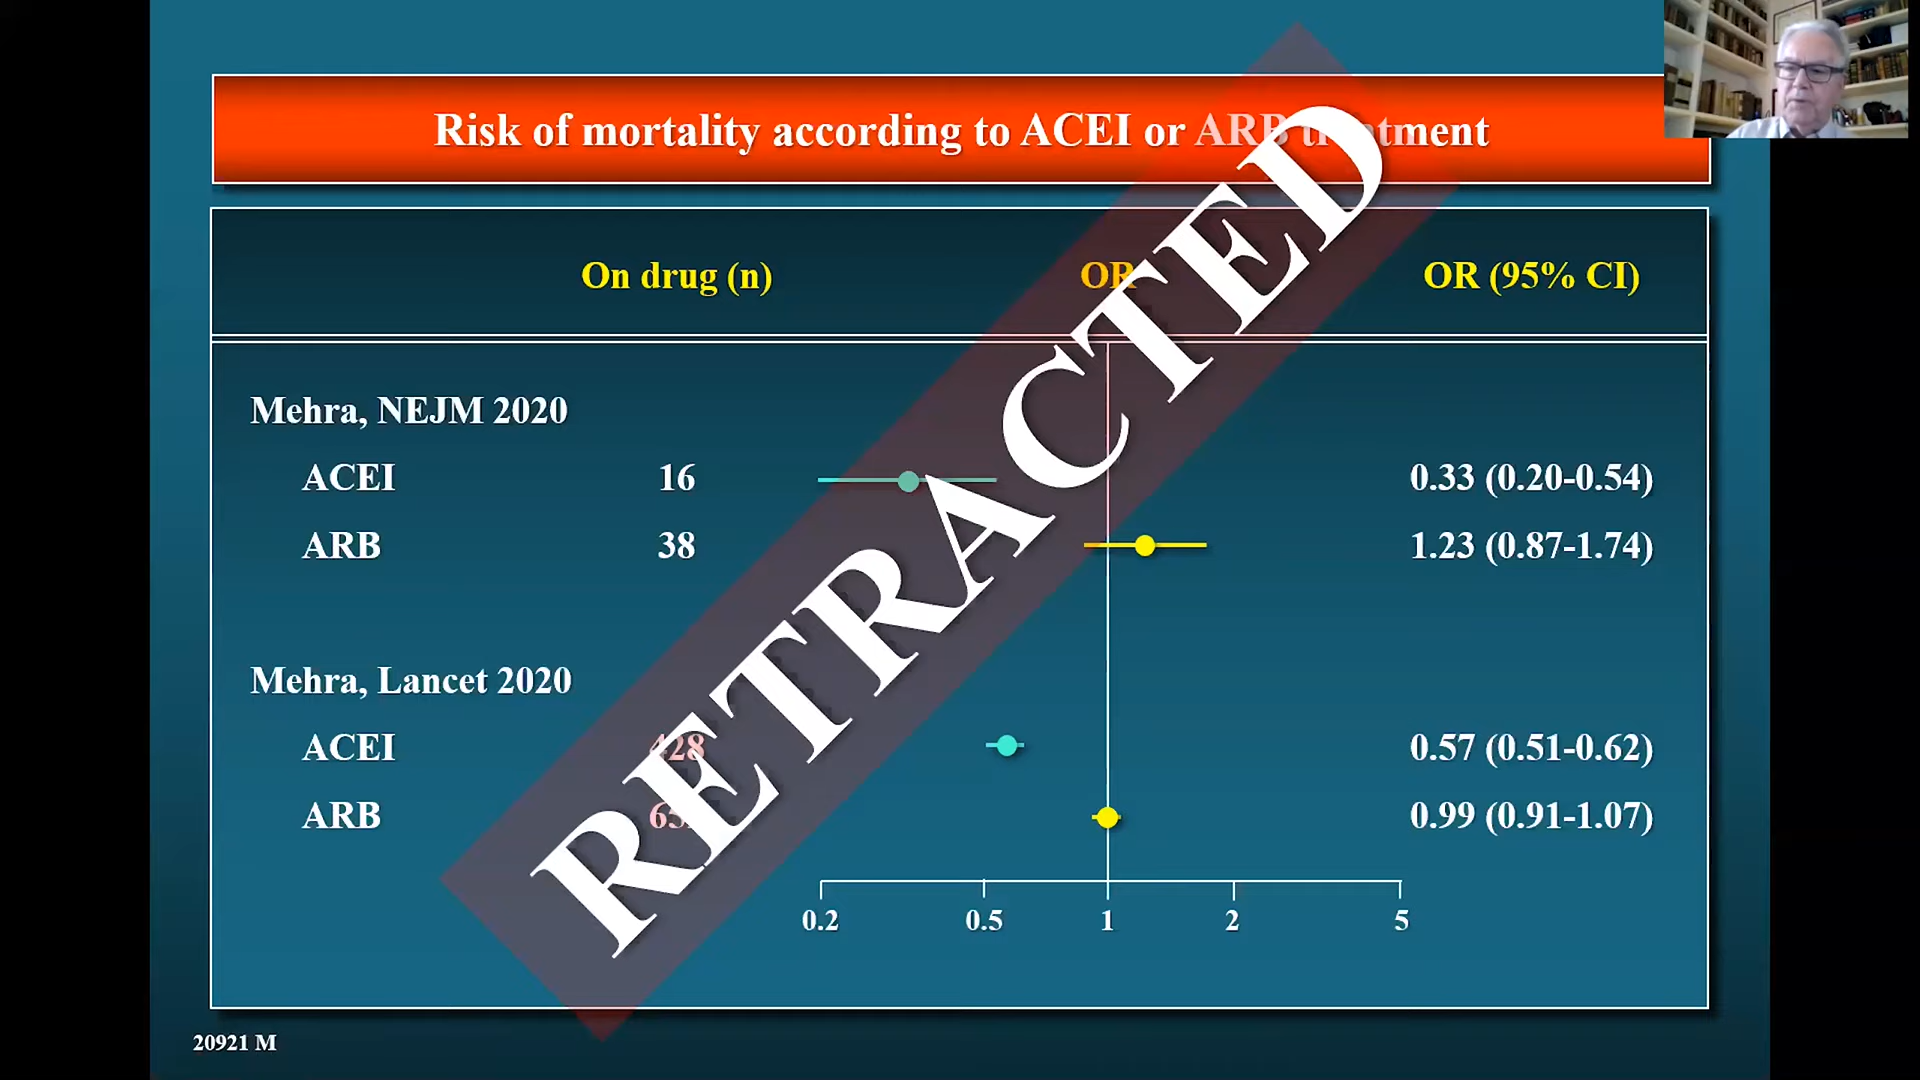 Risk of mortality according to ACEI or ARB treatment
On drug (n) OR OR (95% CI)
Mehra, NEJM 2020
ACEI 16 0.33 (0.20-0.54)
ARB 38 1.23 (0.87-1.74)
Mehra, Lancet 2020
ACEI 428 0.57 (0.51-0.62)
ARB 0.99 (0.91-1.07)
0.2 0.5 1 2 5
RETRACTED
20921 M